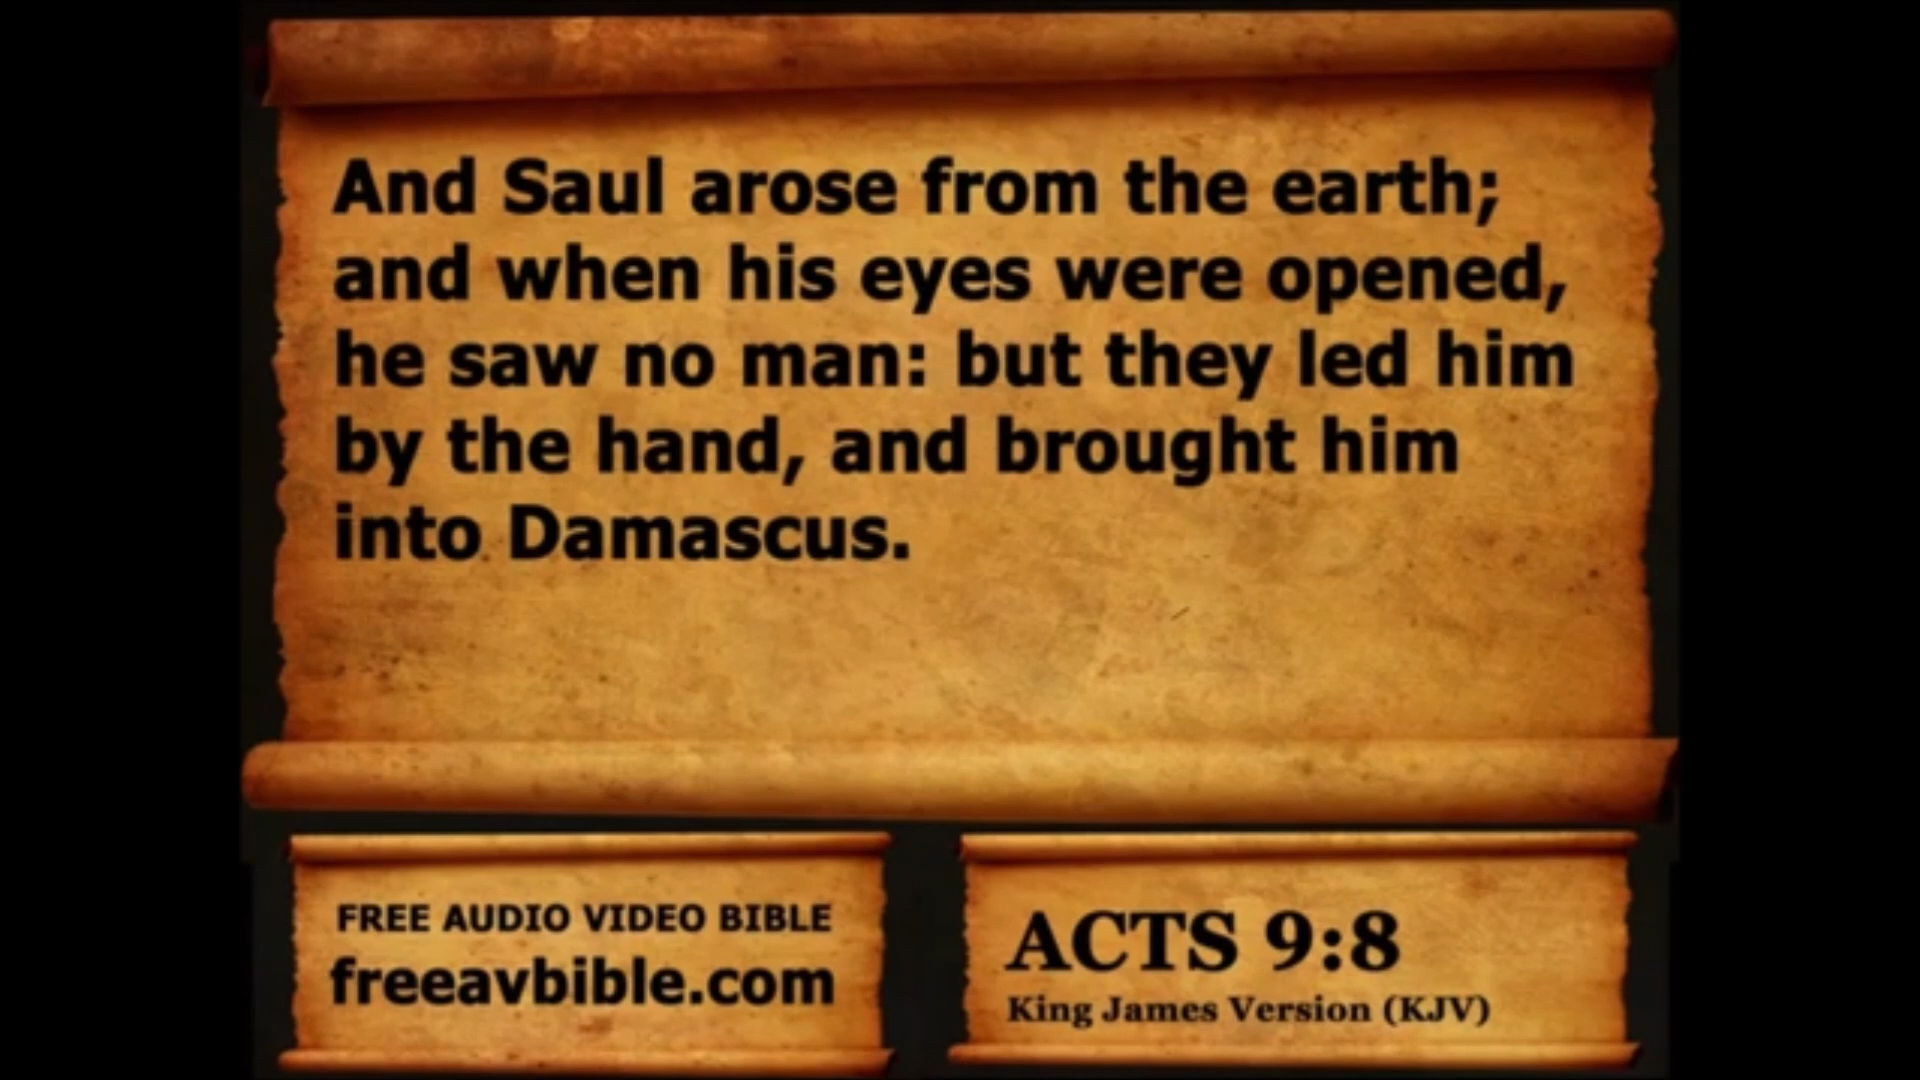 And Saul arose from the earth;
and when his eyes were opened,
he saw no man: but they led him
by the hand, and brought him
into Damascus.
FREE AUDIO VIDEO BIBLE
freeavbible.com
ACTS 9:8
King James Version (KJV)